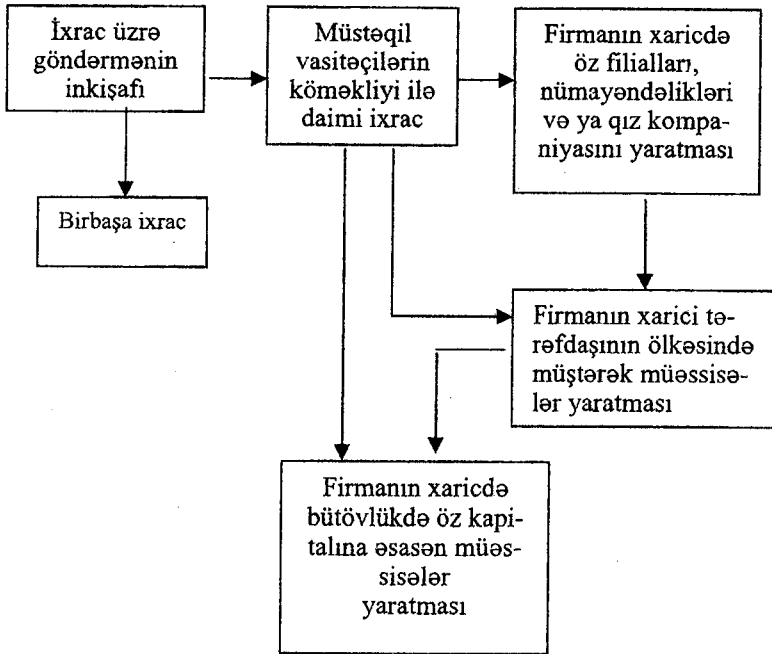 İxrac üzrə
göndərmənin
inkişafı
Müstəqil
vasitəçilərin
köməkliyi ilə
daimi ixrac
Firmanın xaricdə
öz filialları,
nümayəndəlikləri
və ya qız kompa-
niyasını yaratması
Birbaşa ixrac
Firmanın xarici tə-
rəfdaşının ölkəsində
müştərək müəssisə-
lər yaratması
Firmanın xaricdə
bütövlükdə öz kapi-
talına əsasən müəs-
sisələr
yaratması